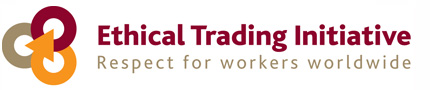 Ethical Trading Initiative
Respect for workers worldwide